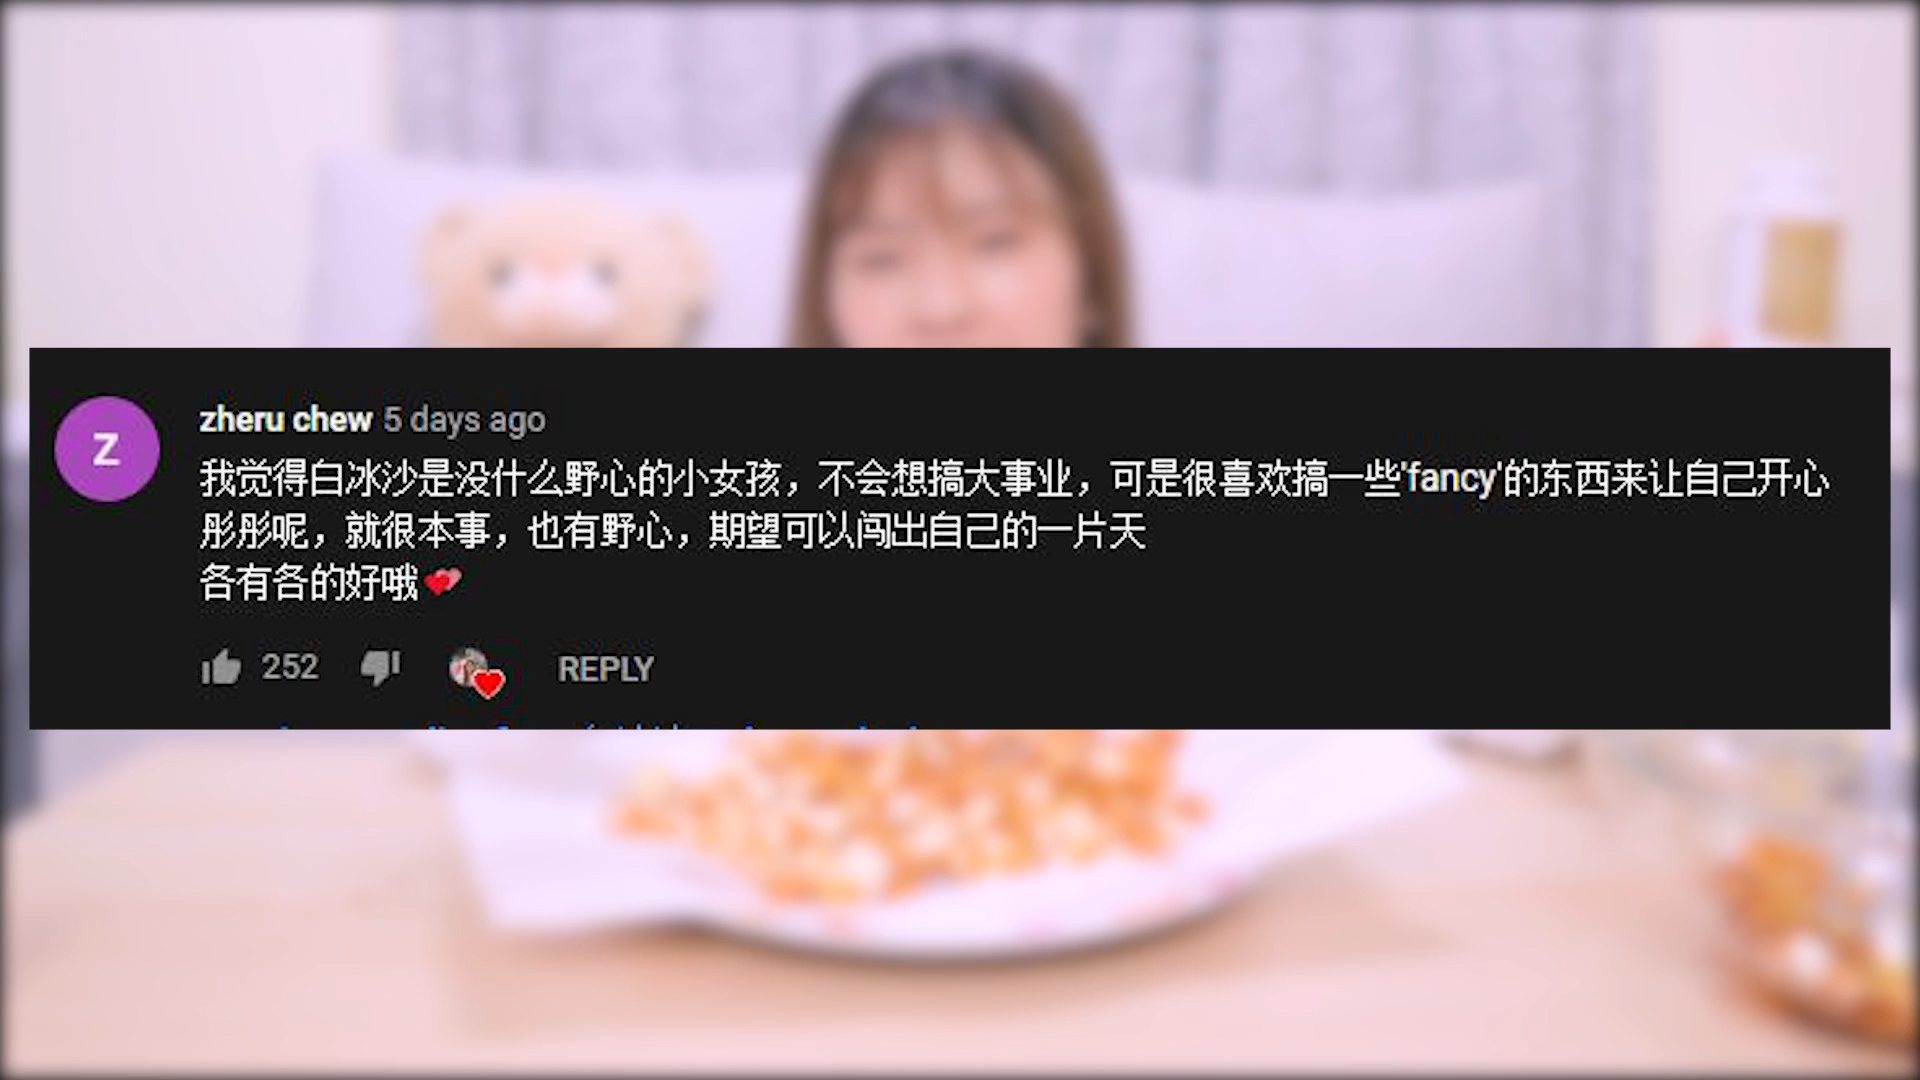 Z
zheru chew 5 days ago
我觉得白冰沙是没什么野心的小女孩，不会想搞大事业，可是很喜欢搞一些'fancy'的东西来让自己开心
彤彤呢，就很本事，也有野心，期望可以闯出自己的一片天
各有各的好哦💕
252 REPLY